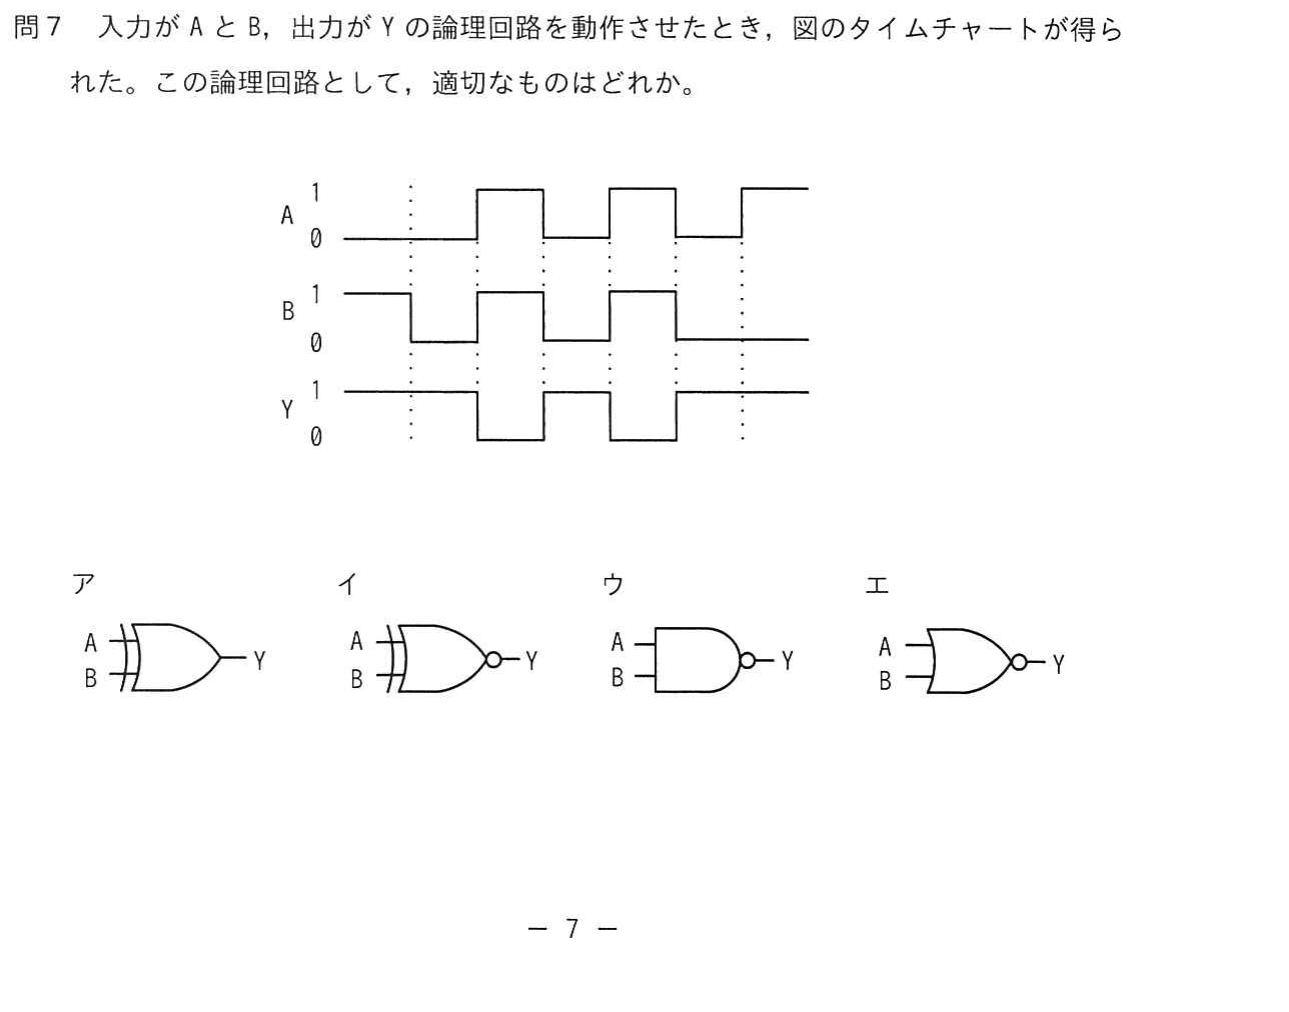 問7 入力がAとB，出力がYの論理回路を動作させたとき，図のタイムチャートが得ら
れた。この論理回路として，適切なものはどれか。
1
A
0
1
B
0
1
Y
0
ア イ ウ エ
A A A A
Y Y Y Y
B B B B
― 7 ―